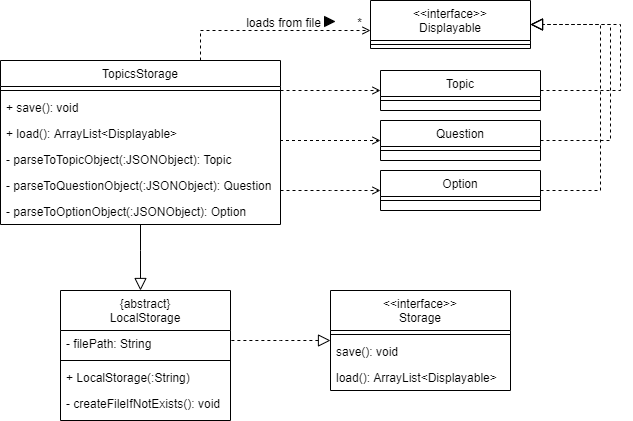 loads from file
*
<<interface>>
Displayable
TopicsStorage
+ save(): void
+ load(): ArrayList<Displayable>
- parseToTopicObject(:JSONObject): Topic
- parseToQuestionObject(:JSONObject): Question
- parseToOptionObject(:JSONObject): Option
Topic
Question
Option
{abstract}
LocalStorage
- filePath: String
+ LocalStorage(:String)
- createFileIfNotExists(): void
<<interface>>
Storage
save(): void
load(): ArrayList<Displayable>